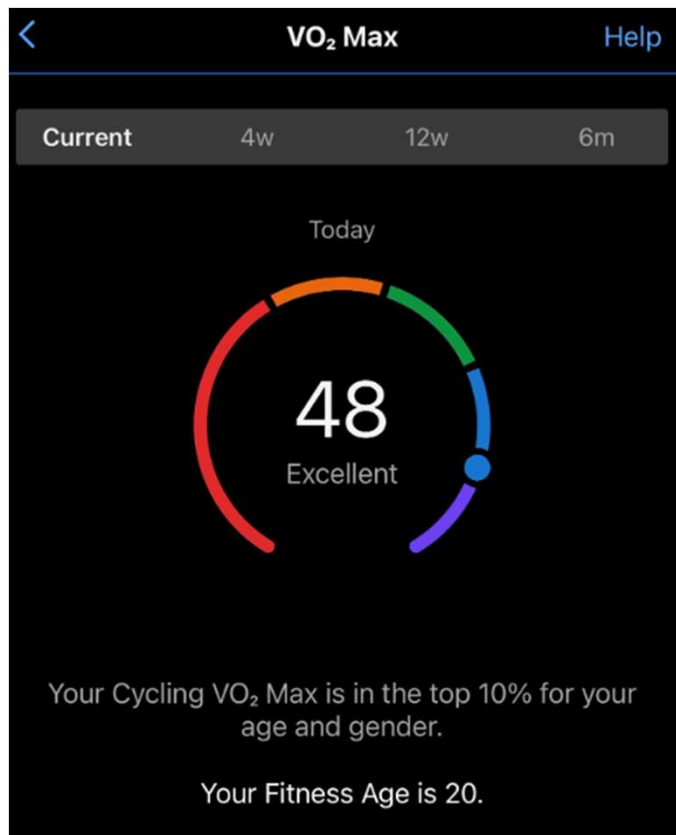 VO₂ Max
Help
Current 4w 12w 6m
Today
48
Excellent
Your Cycling VO₂ Max is in the top 10% for your
age and gender.
Your Fitness Age is 20.